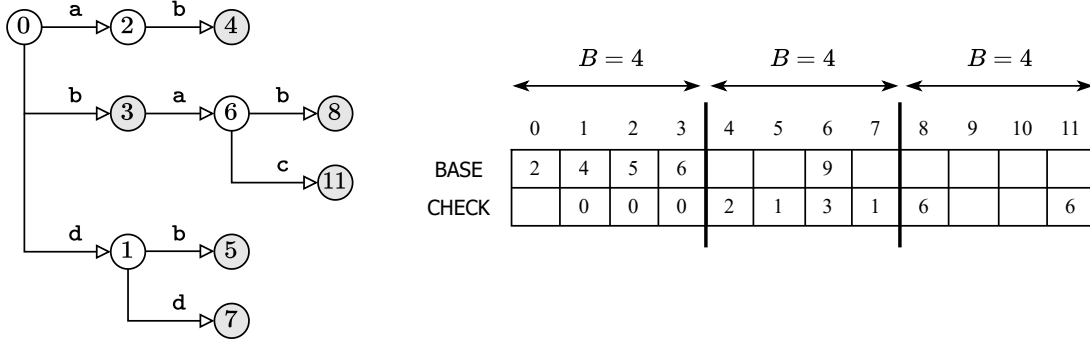 a b
0 2 4
b a b
3 6 8
c
11
d b
1 5
d
7
B = 4 B = 4 B = 4
0 1 2 3 4 5 6 7 8 9 10 11
BASE 2 4 5 6 9
CHECK 0 0 0 2 1 3 1 6 6